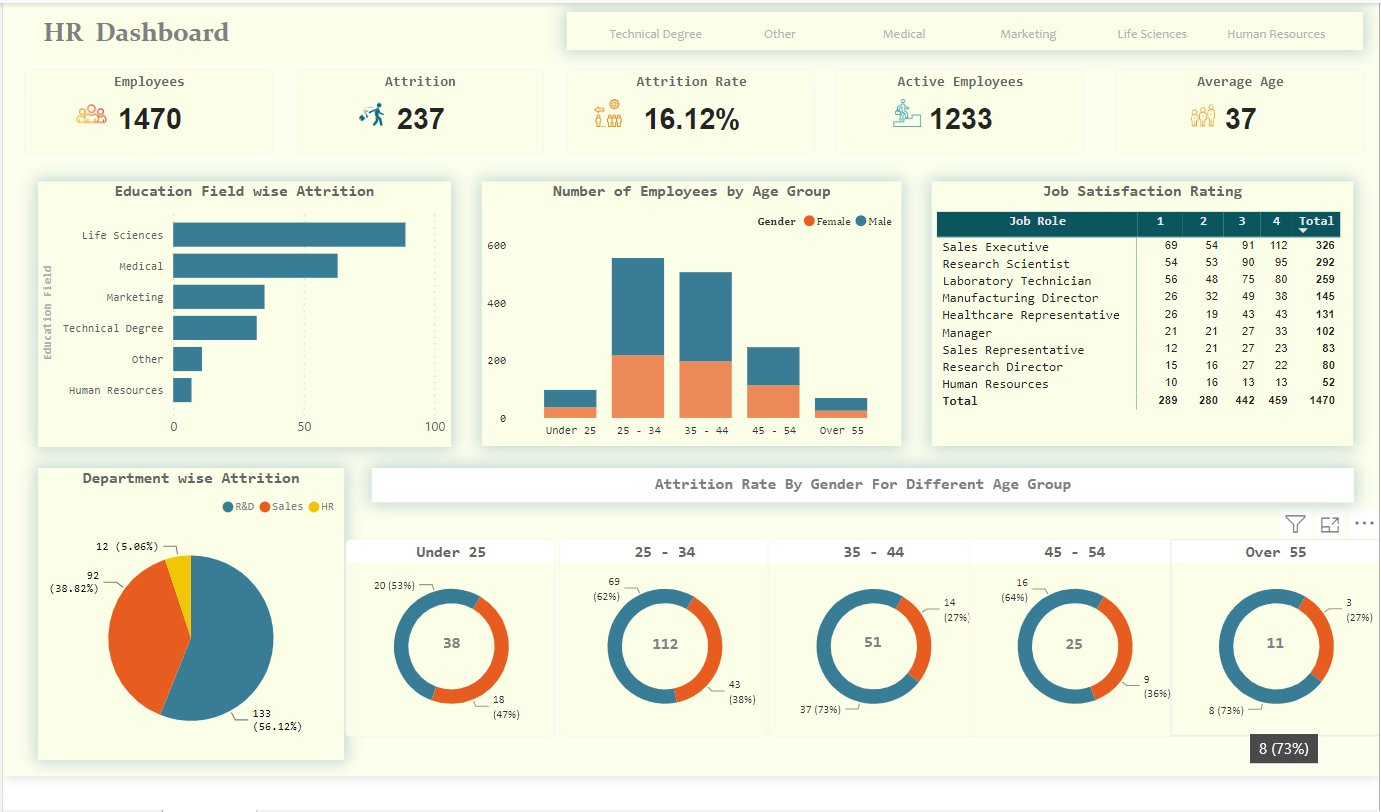 HR Dashboard
Technical Degree Other Medical Marketing Life Sciences Human Resources
Employees
1470
Attrition
237
Attrition Rate
16.12%
Active Employees
1233
Average Age
37
Education Field wise Attrition
Education Field
Life Sciences
Medical
Marketing
Technical Degree
Other
Human Resources
0 50 100
Number of Employees by Age Group
Gender Female Male
600
400
200
0
Under 25 25 - 34 35 - 44 45 - 54 Over 55
Job Satisfaction Rating
Job Role 1 2 3 4 Total
Sales Executive 69 54 91 112 326
Research Scientist 54 53 90 95 292
Laboratory Technician 56 48 75 80 259
Manufacturing Director 26 32 49 38 145
Healthcare Representative 26 19 43 43 131
Manager 21 21 27 33 102
Sales Representative 12 21 27 23 83
Research Director 15 16 27 22 80
Human Resources 10 16 13 13 52
Total 289 280 442 459 1470
Department wise Attrition
R&D Sales HR
12 (5.06%)
92
(38.82%)
133
(56.12%)
Attrition Rate By Gender For Different Age Group
Under 25
20 (53%)
38
18
(47%)
25 - 34
69
(62%)
112
43
(38%)
35 - 44
14
(27%)
51
37 (73%)
45 - 54
16
(64%)
25
9
(36%)
Over 55
3
(27%)
11
8 (73%)
8 (73%)